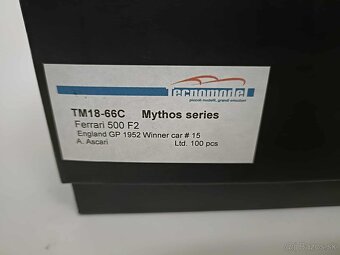 Tecnomodel
piccoli modelli, grandi emozioni
TM18-66C Mythos series
Ferrari 500 F2
England GP 1952 Winner car # 15
A. Ascari Ltd. 100 pcs